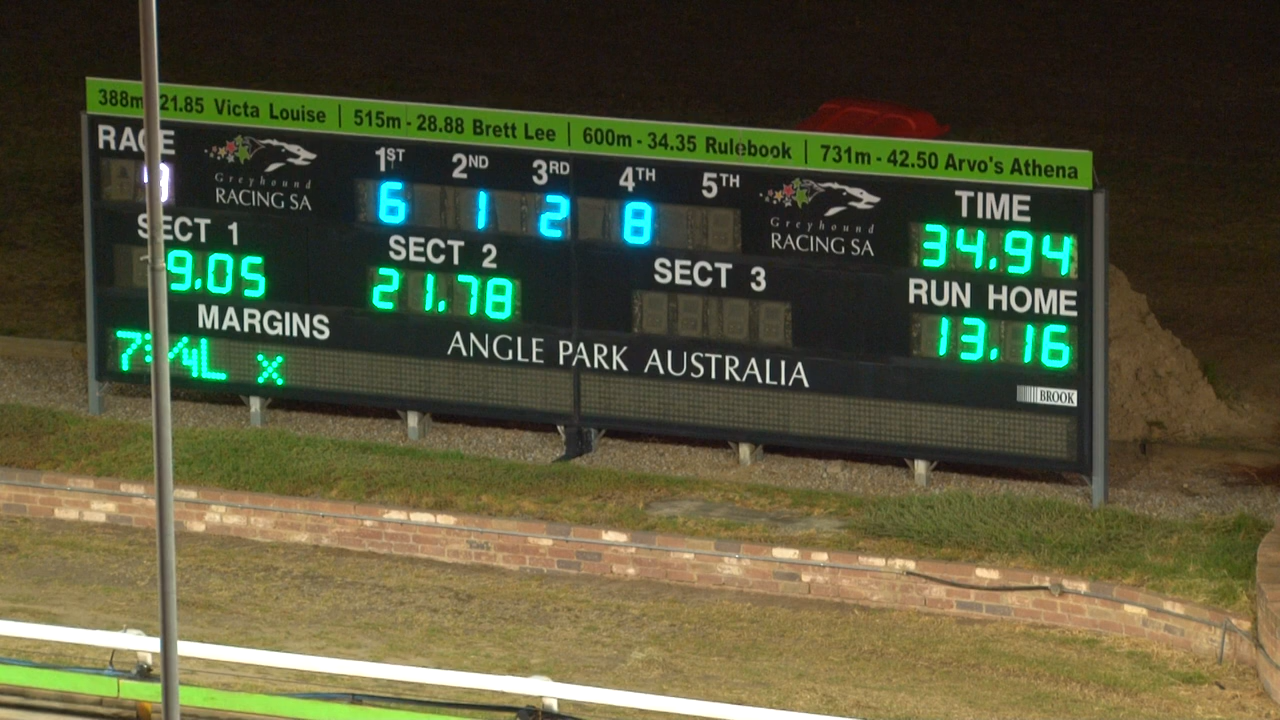 388m 21.85 Victa Louise | 515m - 28.88 Brett Lee | 600m - 34.35 Rulebook | 731m - 42.50 Arvo's Athena
RACE
Greyhound
RACING SA
1ST 2ND 3RD 4TH 5TH
6 1 2 8
Greyhound
RACING SA
TIME
34.94
SECT 1
9.05
SECT 2
21.78
SECT 3
RUN HOME
13.16
MARGINS
7¾L x
ANGLE PARK AUSTRALIA
BROOK